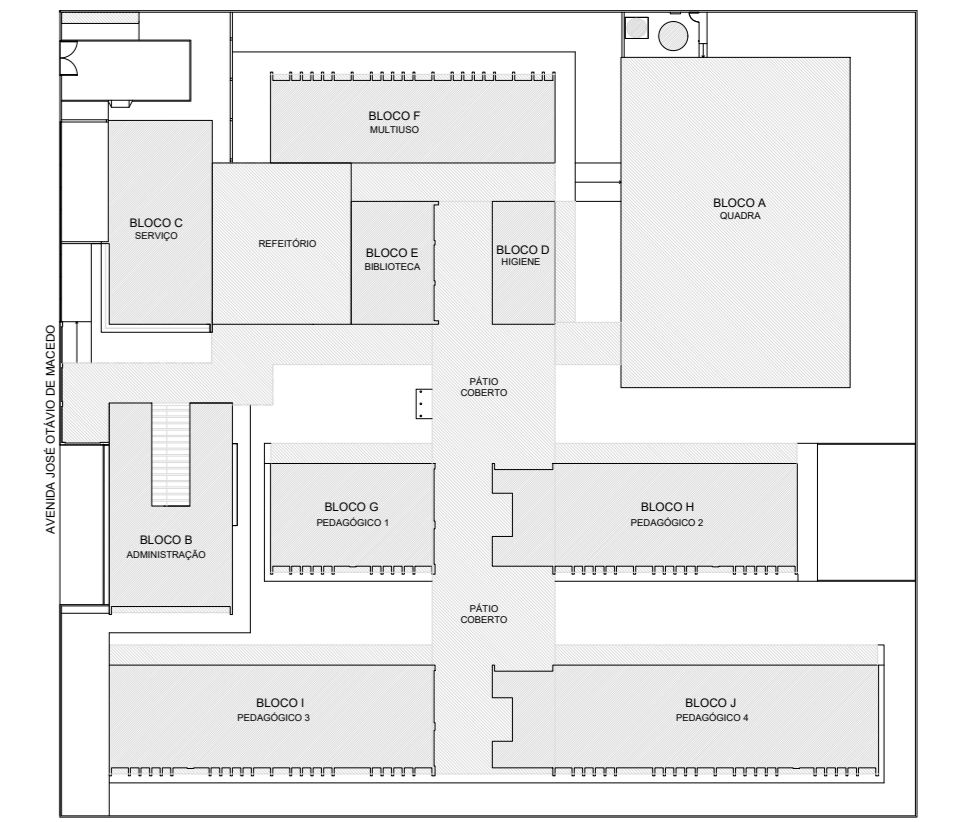 BLOCO F
MULTIUSO
BLOCO A
QUADRA
BLOCO C
SERVIÇO
REFEITÓRIO
BLOCO E
BIBLIOTECA
BLOCO D
HIGIENE
AVENIDA JOSÉ OTÁVIO DE MACEDO
PÁTIO
COBERTO
BLOCO G
PEDAGÓGICO 1
BLOCO H
PEDAGÓGICO 2
BLOCO B
ADMINISTRAÇÃO
PÁTIO
COBERTO
BLOCO I
PEDAGÓGICO 3
BLOCO J
PEDAGÓGICO 4